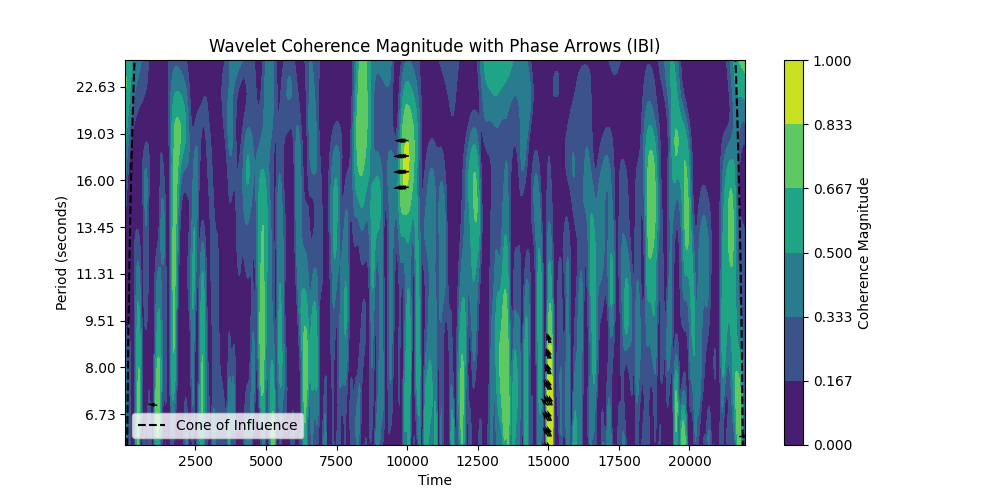 Wavelet Coherence Magnitude with Phase Arrows (IBI)
22.63
19.03
16.00
13.45
11.31
9.51
8.00
6.73
Period (seconds)
Cone of Influence
2500 5000 7500 10000 12500 15000 17500 20000
Time
1.000
0.833
0.667
0.500
0.333
0.167
0.000
Coherence Magnitude